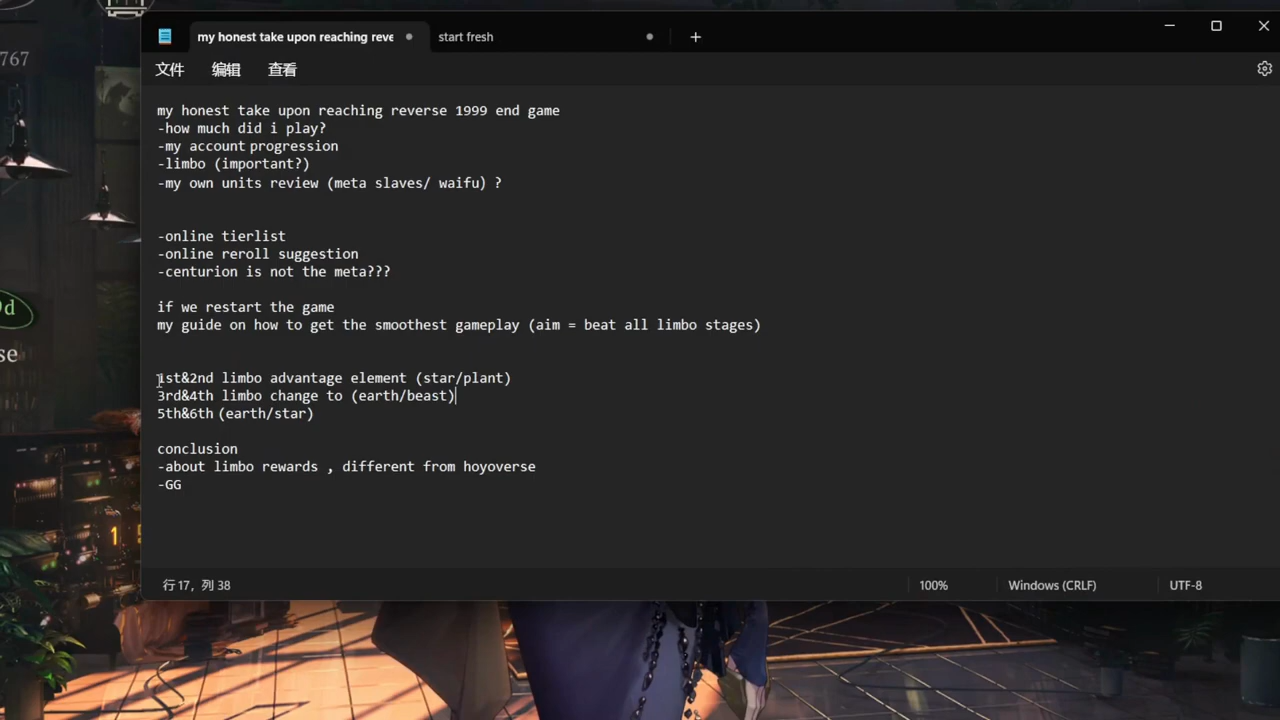 767
my honest take upon reaching reve
start fresh
文件 编辑 查看
my honest take upon reaching reverse 1999 end game
-how much did i play?
-my account progression
-limbo (important?)
-my own units review (meta slaves/ waifu) ?
-online tierlist
-online reroll suggestion
-centurion is not the meta???
if we restart the game
my guide on how to get the smoothest gameplay (aim = beat all limbo stages)
1st&2nd limbo advantage element (star/plant)
3rd&4th limbo change to (earth/beast)
5th&6th (earth/star)
conclusion
-about limbo rewards , different from hoyoverse
-GG
行 17, 列 38
100%
Windows (CRLF)
UTF-8